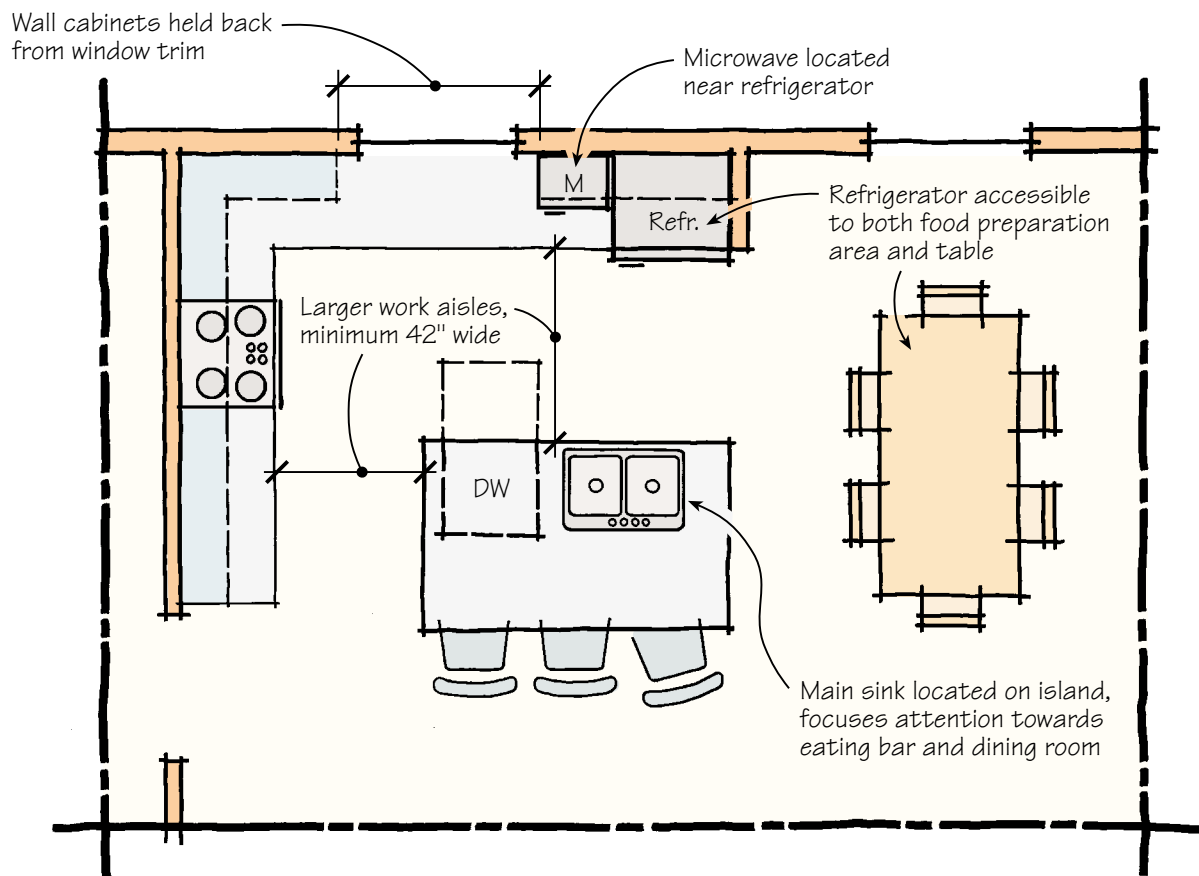 Wall cabinets held back
from window trim
Microwave located
near refrigerator
M
Refr.
Refrigerator accessible
to both food preparation
area and table
Larger work aisles,
minimum 42" wide
DW
Main sink located on island,
focuses attention towards
eating bar and dining room